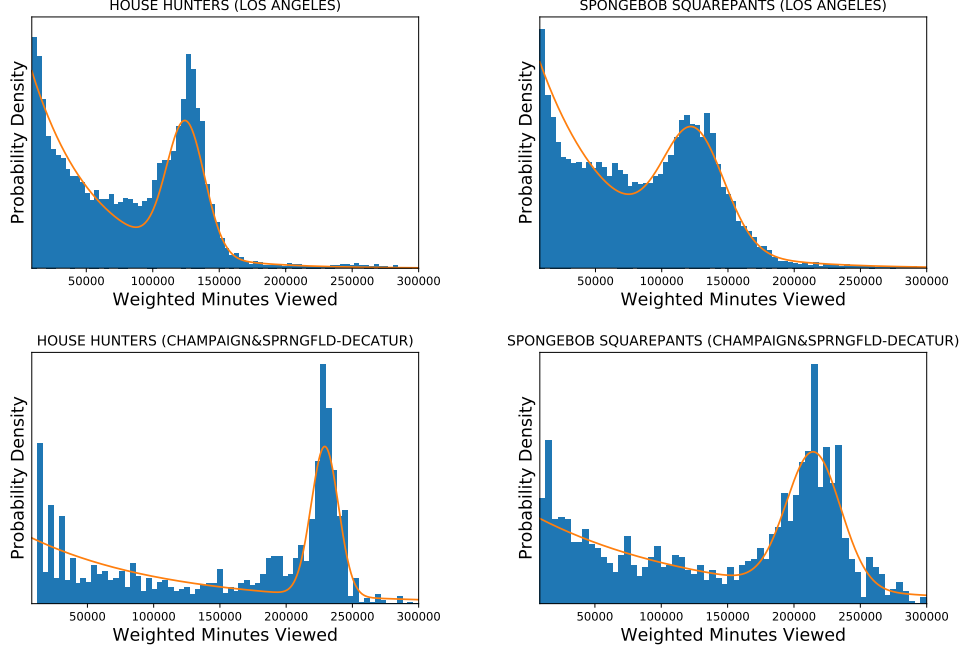 HOUSE HUNTERS (LOS ANGELES)
Probability Density
50000 100000 150000 200000 250000 300000
Weighted Minutes Viewed
SPONGEBOB SQUAREPANTS (LOS ANGELES)
Probability Density
50000 100000 150000 200000 250000 300000
Weighted Minutes Viewed
HOUSE HUNTERS (CHAMPAIGN&SPRNGFLD-DECATUR)
Probability Density
50000 100000 150000 200000 250000 300000
Weighted Minutes Viewed
SPONGEBOB SQUAREPANTS (CHAMPAIGN&SPRNGFLD-DECATUR)
Probability Density
50000 100000 150000 200000 250000 300000
Weighted Minutes Viewed